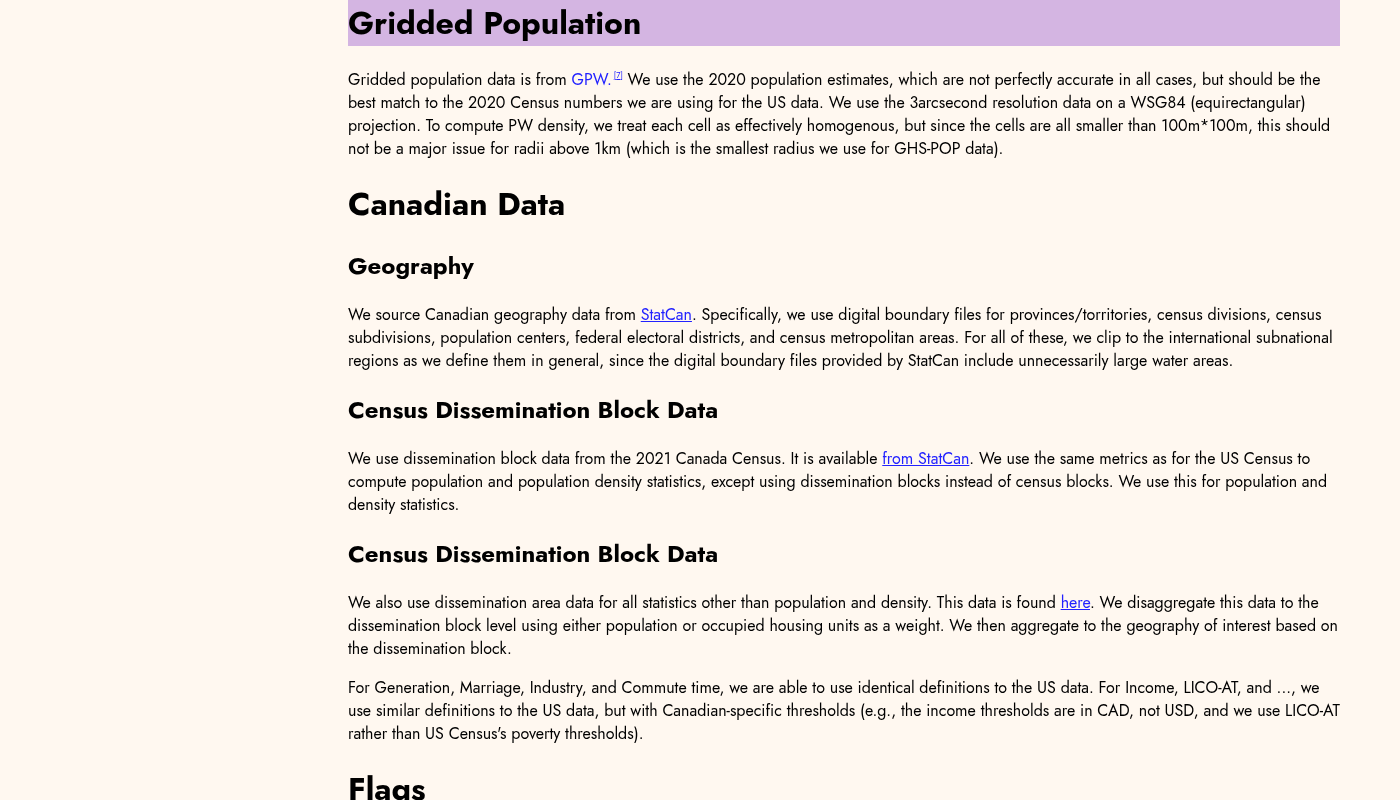 Gridded Population
Gridded population data is from GPW. [7] We use the 2020 population estimates, which are not perfectly accurate in all cases, but should be the
best match to the 2020 Census numbers we are using for the US data. We use the 3arcsecond resolution data on a WSG84 (equirectangular)
projection. To compute PW density, we treat each cell as effectively homogenous, but since the cells are all smaller than 100m*100m, this should
not be a major issue for radii above 1km (which is the smallest radius we use for GHS-POP data).
Canadian Data
Geography
We source Canadian geography data from StatCan. Specifically, we use digital boundary files for provinces/torritories, census divisions, census
subdivisions, population centers, federal electoral districts, and census metropolitan areas. For all of these, we clip to the international subnational
regions as we define them in general, since the digital boundary files provided by StatCan include unnecessarily large water areas.
Census Dissemination Block Data
We use dissemination block data from the 2021 Canada Census. It is available from StatCan. We use the same metrics as for the US Census to
compute population and population density statistics, except using dissemination blocks instead of census blocks. We use this for population and
density statistics.
Census Dissemination Block Data
We also use dissemination area data for all statistics other than population and density. This data is found here. We disaggregate this data to the
dissemination block level using either population or occupied housing units as a weight. We then aggregate to the geography of interest based on
the dissemination block.
For Generation, Marriage, Industry, and Commute time, we are able to use identical definitions to the US data. For Income, LICO-AT, and ..., we
use similar definitions to the US data, but with Canadian-specific thresholds (e.g., the income thresholds are in CAD, not USD, and we use LICO-AT
rather than US Census's poverty thresholds).
Flags